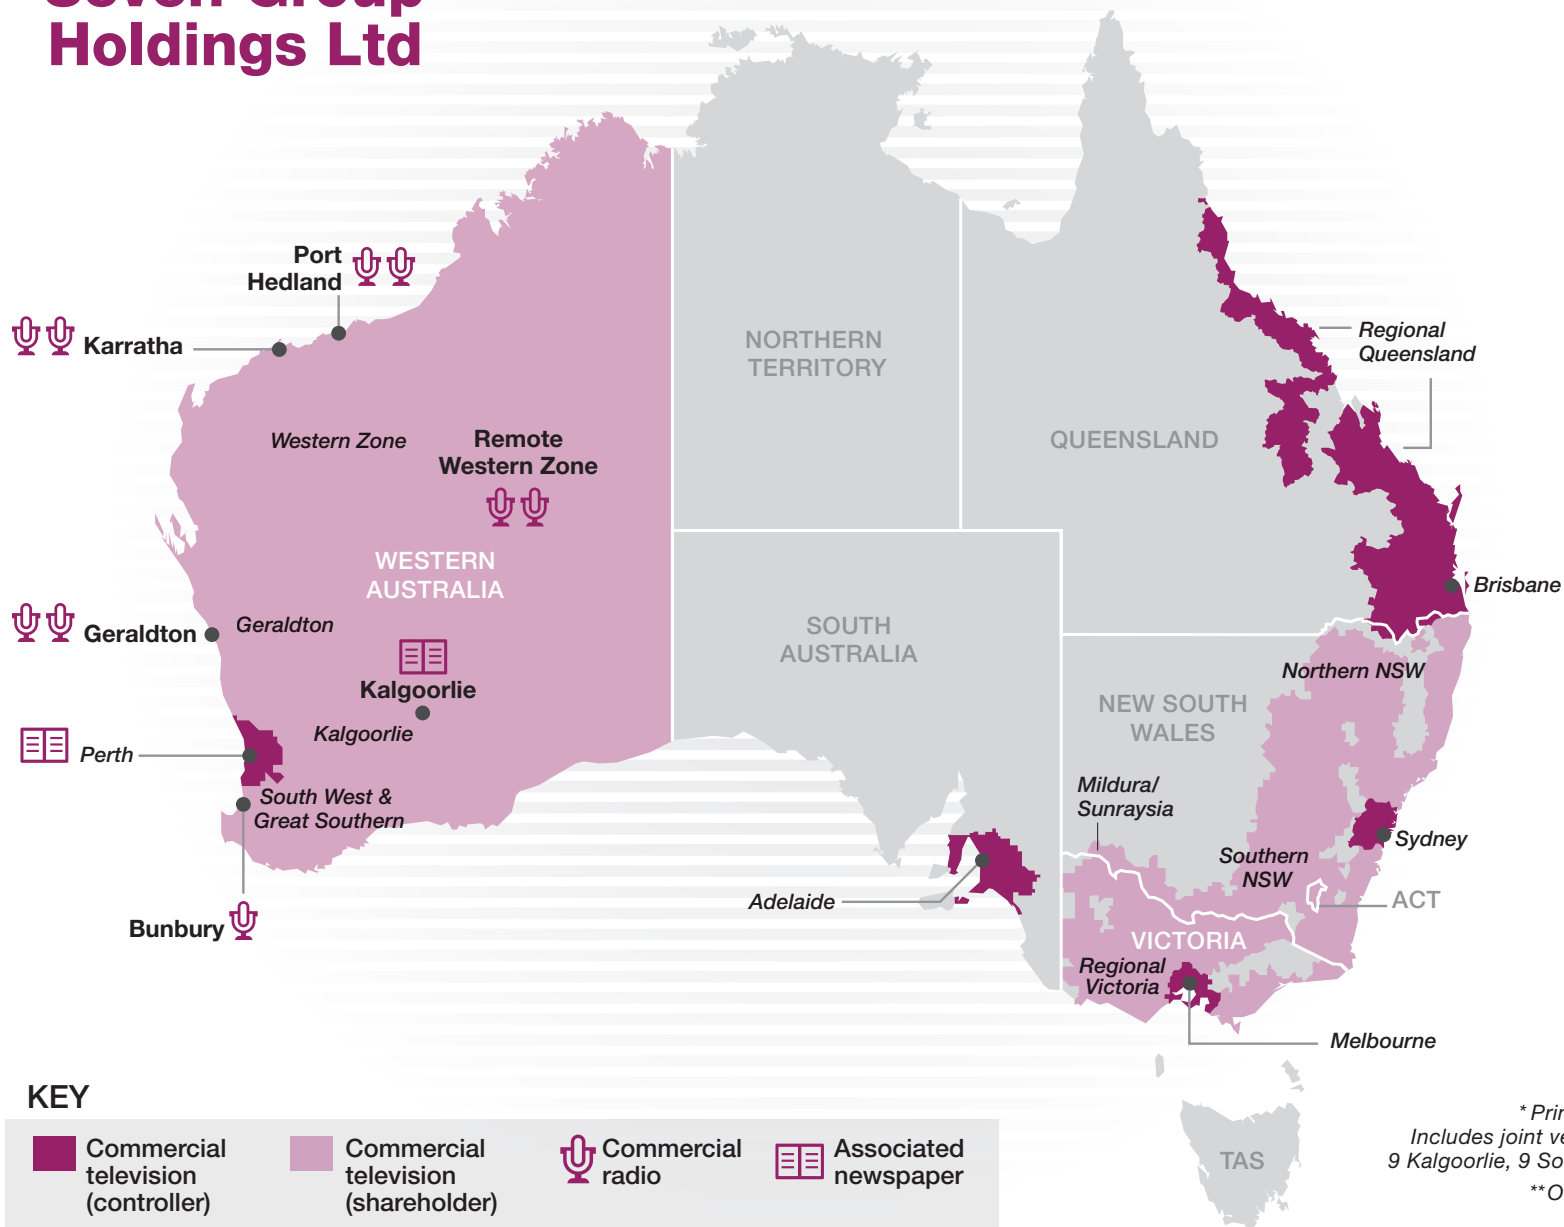 Seven Group
Holdings Ltd
Port
Hedland
Karratha
Western Zone
Remote
Western Zone
WESTERN
AUSTRALIA
Geraldton
Geraldton
Kalgoorlie
Kalgoorlie
Perth
South West &
Great Southern
Bunbury
NORTHERN
TERRITORY
QUEENSLAND
Regional
Queensland
Brisbane
SOUTH
AUSTRALIA
Northern NSW
NEW SOUTH
WALES
Mildura/
Sunraysia
Sydney
Southern
NSW
ACT
Adelaide
VICTORIA
Regional
Victoria
Melbourne
TAS
KEY
Commercial
television
(controller)
Commercial
television
(shareholder)
Commercial
radio
Associated
newspaper
* Prin
Includes joint ve
9 Kalgoorlie, 9 So
** O